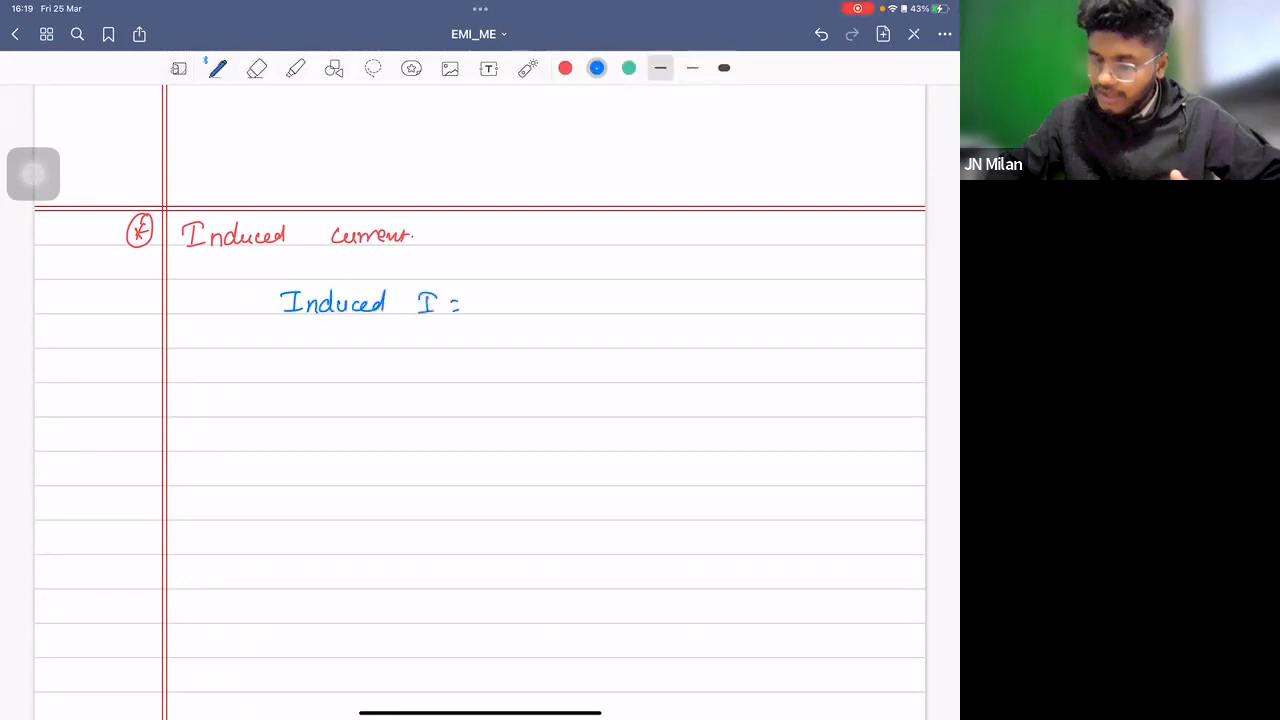 16:19 Fri 25 Mar
43%
EMI_ME
JN Milan
Induced current.
Induced I =